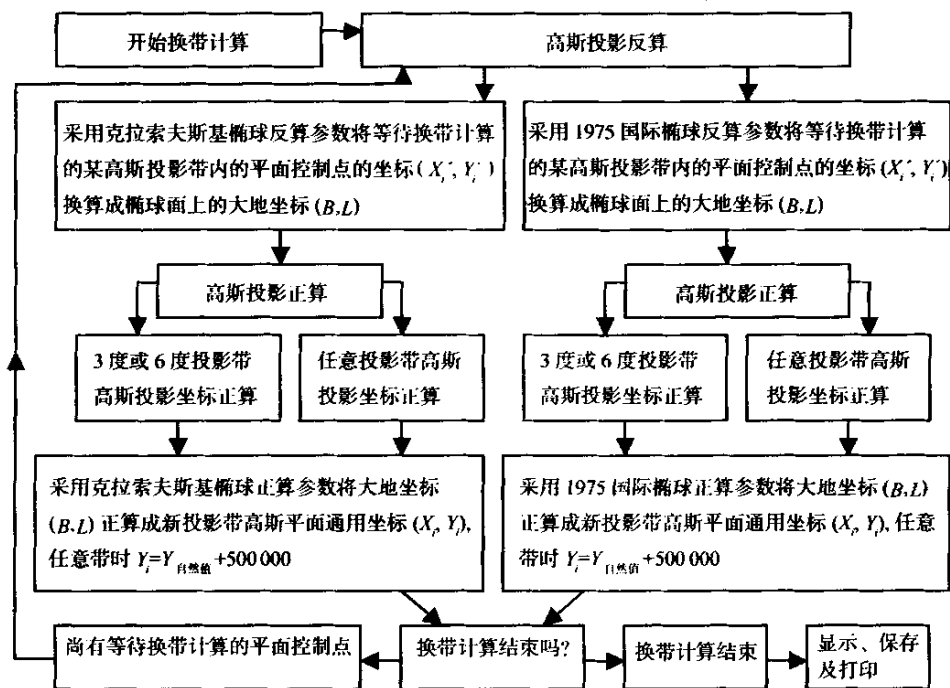 开始换带计算
高斯投影反算
采用克拉索夫斯基椭球反算参数将等待换带计算
的某高斯投影带内的平面控制点的坐标(X_i′, Y_i′)
换算成椭球面上的大地坐标(B,L)
采用1975国际椭球反算参数将等待换带计算
的某高斯投影带内的平面控制点的坐标(X_i′, Y_i′)
换算成椭球面上的大地坐标(B,L)
高斯投影正算
高斯投影正算
3度或6度投影带
高斯投影坐标正算
任意投影带高斯
投影坐标正算
3度或6度投影带
高斯投影坐标正算
任意投影带高斯
投影坐标正算
采用克拉索夫斯基椭球正算参数将大地坐标
(B,L)正算成新投影带高斯平面通用坐标(X_i, Y_i),
任意带时Y_i=Y自然值+500 000
采用1975国际椭球正算参数将大地坐标(B,L)
正算成新投影带高斯平面通用坐标(X_i, Y_i),任意
带时Y_i=Y自然值+500 000
尚有等待换带计算的平面控制点
换带计算结束吗?
换带计算结束
显示、保存
及打印